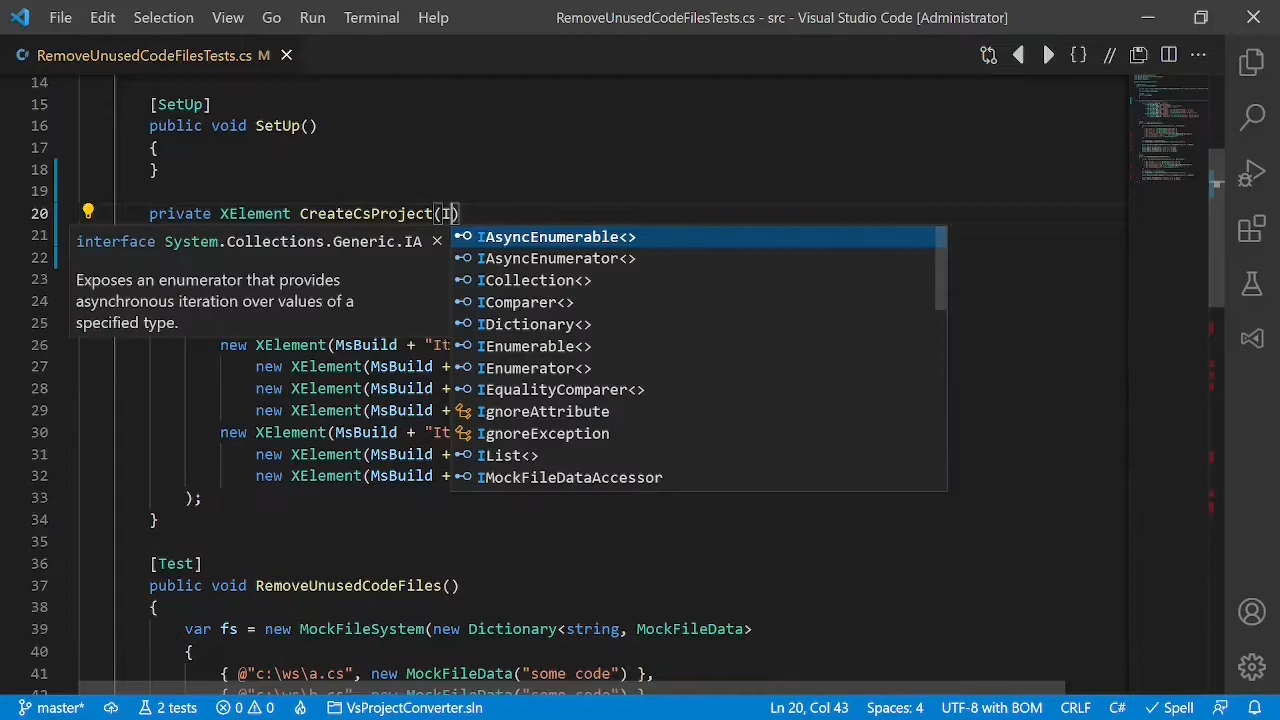 File Edit Selection View Go Run Terminal Help RemoveUnusedCodeFilesTests.cs - src - Visual Studio Code [Administrator]
RemoveUnusedCodeFilesTests.cs M
14
15 [SetUp]
16 public void SetUp()
17 {
18 }
19
20 private XElement CreateCsProject(I)
21 interface System.Collections.Generic.IA
IAsyncEnumerable<>
22 IAsyncEnumerator<>
23 Exposes an enumerator that provides ICollection<>
24 asynchronous iteration over values of a IComparer<>
25 specified type. IDictionary<>
26 new XElement(MsBuild + "It IEnumerable<>
27 new XElement(MsBuild + IEnumerator<>
28 new XElement(MsBuild + IEqualityComparer<>
29 new XElement(MsBuild + IgnoreAttribute
30 new XElement(MsBuild + "It IgnoreException
31 new XElement(MsBuild + IList<>
32 new XElement(MsBuild + IMockFileDataAccessor
33 );
34 }
35
36 [Test]
37 public void RemoveUnusedCodeFiles()
38 {
39 var fs = new MockFileSystem(new Dictionary<string, MockFileData>
40 {
41 { @"c:\ws\a.cs", new MockFileData("some code") },
42 { @"c:\ws\b.cs", new MockFileData("some code") },
master* 2 tests 0 0 VsProjectConverter.sln Ln 20, Col 43 Spaces: 4 UTF-8 with BOM CRLF C# Spell